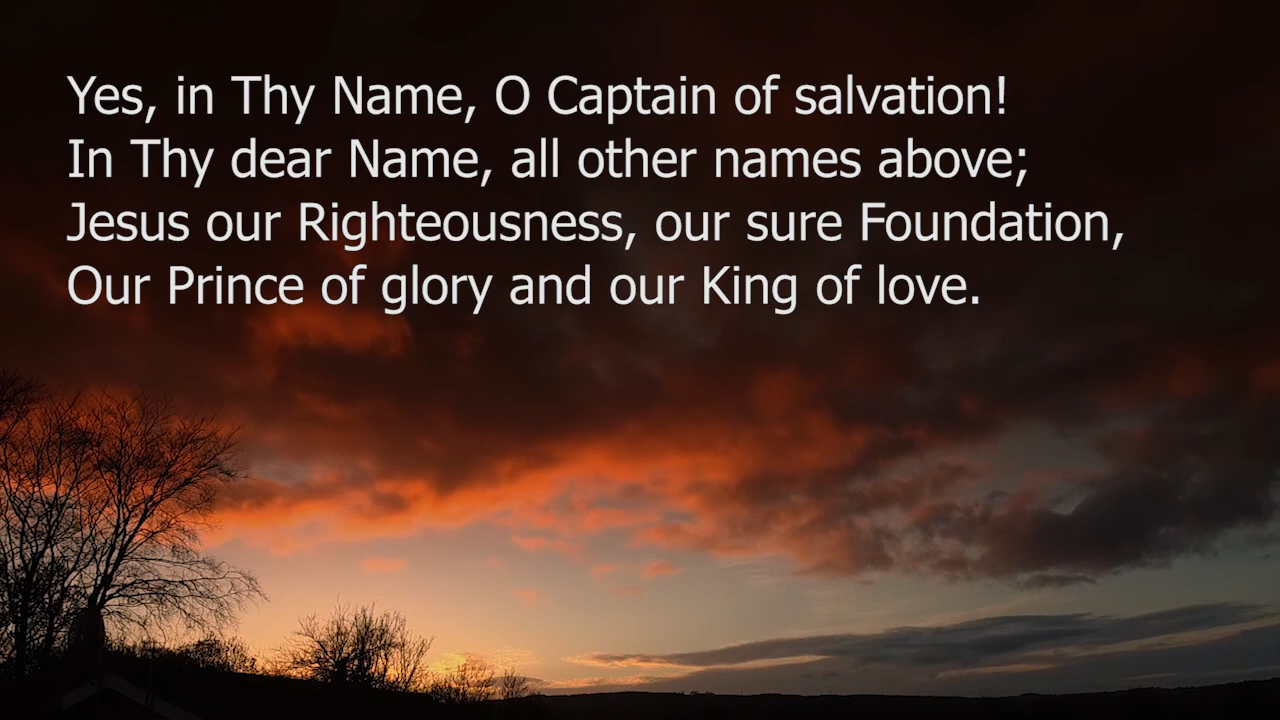 Yes, in Thy Name, O Captain of salvation!
In Thy dear Name, all other names above;
Jesus our Righteousness, our sure Foundation,
Our Prince of glory and our King of love.